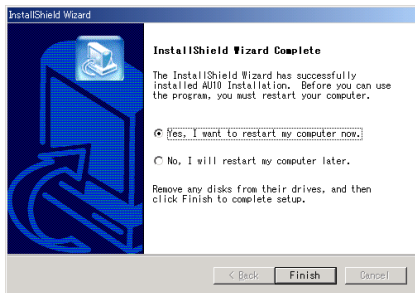 InstallShield Wizard
InstallShield Wizard Complete
The InstallShield Wizard has successfully
installed AU10 Installation. Before you can use
the program, you must restart your computer.
Yes, I want to restart my computer now.
No, I will restart my computer later.
Remove any disks from their drives, and then
click Finish to complete setup.
< Back
Finish
Cancel